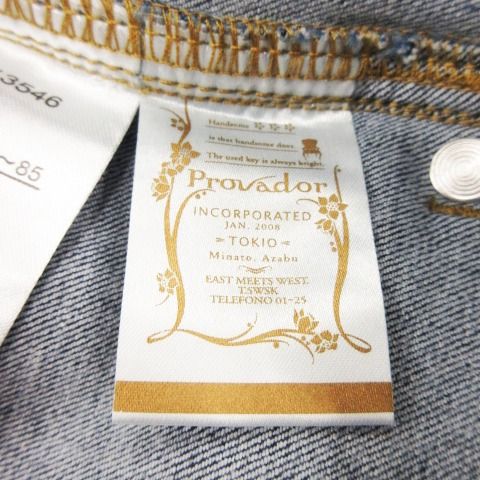 3546
~85
Handsome
is that handsome does.
The used key is always bright.
Provador
INCORPORATED
JAN. 2008
TOKIO
Minato, Azabu
EAST MEETS WEST.
T.S.W.S.K
TELEFONO 01~25